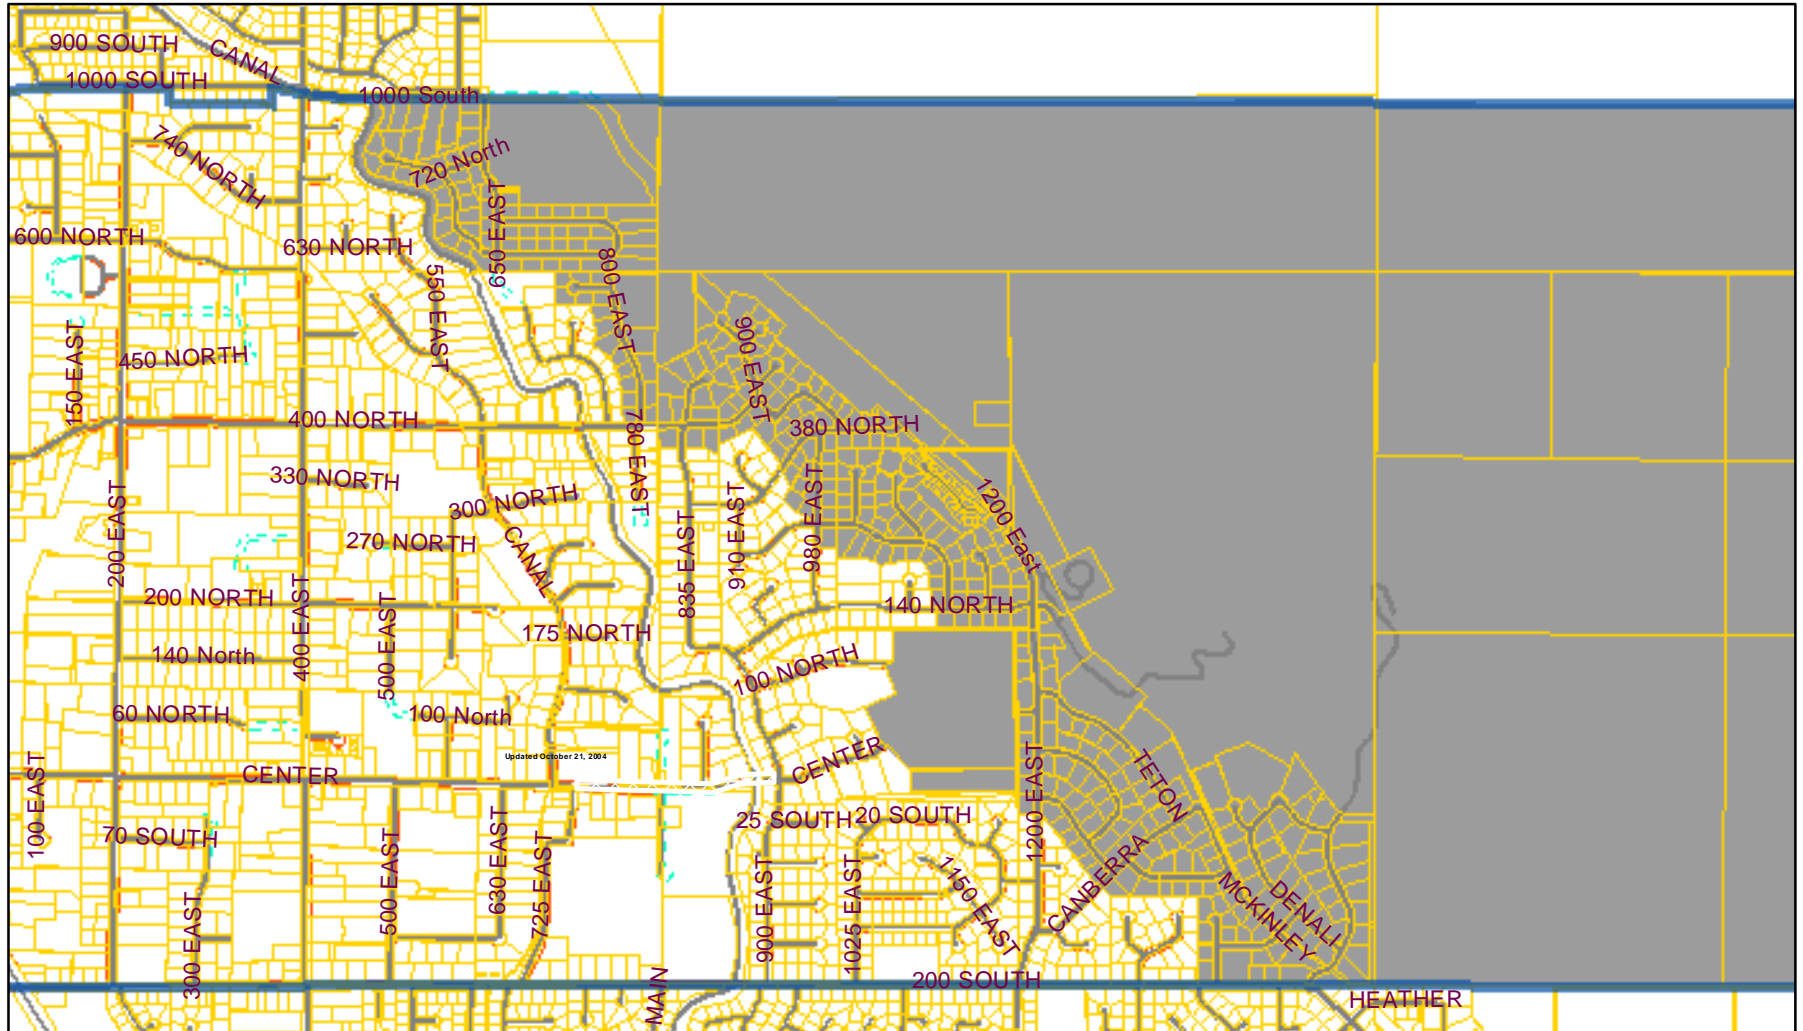 900 SOUTH
CANAL
1000 SOUTH
1000 South
740 NORTH
720 North
650 EAST
600 NORTH
630 NORTH
550 EAST
800 EAST
150 EAST
450 NORTH
900 EAST
400 NORTH
780 EAST
380 NORTH
330 NORTH
300 NORTH
200 EAST
270 NORTH
CANAL
835 EAST
910 EAST
980 EAST
1200 East
200 NORTH
400 EAST
500 EAST
175 NORTH
140 NORTH
140 North
100 NORTH
60 NORTH
100 North
Updated October 21, 2004
CENTER
CENTER
100 EAST
1200 EAST
TETON
70 SOUTH
25 SOUTH
20 SOUTH
300 EAST
500 EAST
630 EAST
725 EAST
900 EAST
1025 EAST
1150 EAST
CANBERRA
MCKINLEY
DENALI
MAIN
200 SOUTH
HEATHER